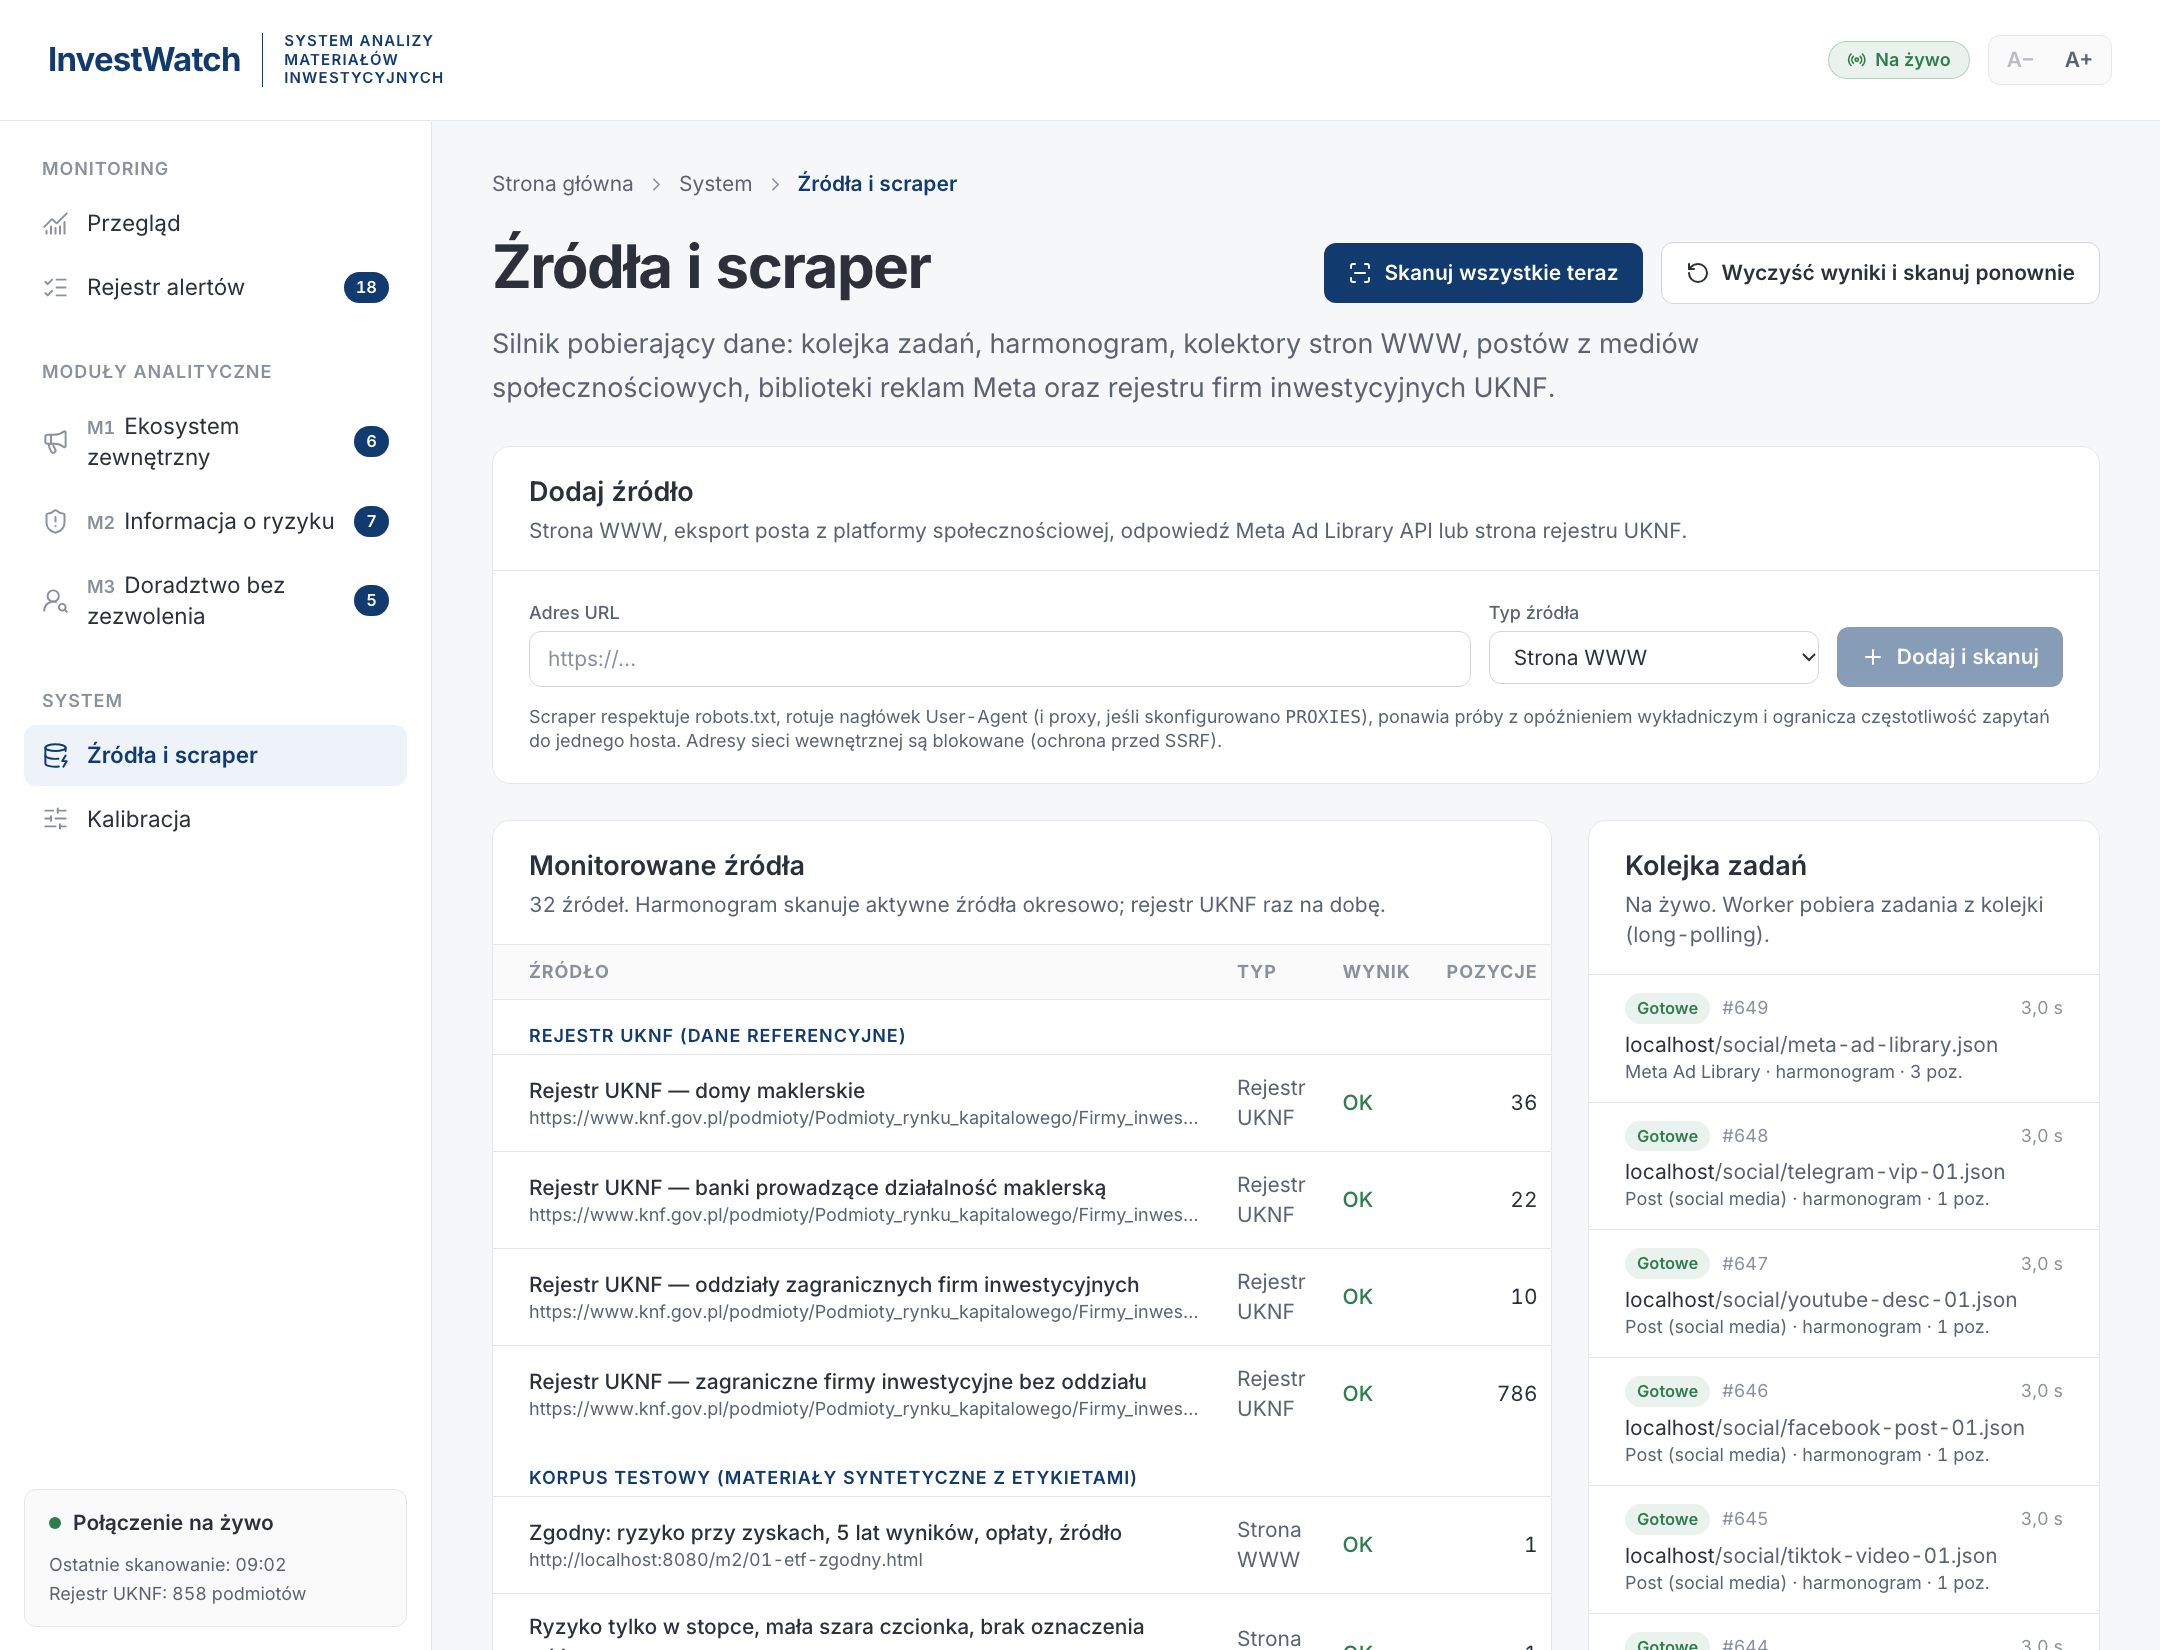 InvestWatch
SYSTEM ANALIZY
MATERIAŁÓW
INWESTYCYJNYCH
Na żywo
A−
A+
MONITORING
Przegląd
Rejestr alertów
18
MODUŁY ANALITYCZNE
M1 Ekosystem
zewnętrzny
6
M2 Informacja o ryzyku
7
M3 Doradztwo bez
zezwolenia
5
SYSTEM
Źródła i scraper
Kalibracja
Połączenie na żywo
Ostatnie skanowanie: 09:02
Rejestr UKNF: 858 podmiotów
Strona główna > System > Źródła i scraper
Źródła i scraper
Skanuj wszystkie teraz
Wyczyść wyniki i skanuj ponownie
Silnik pobierający dane: kolejka zadań, harmonogram, kolektory stron WWW, postów z mediów
społecznościowych, biblioteki reklam Meta oraz rejestru firm inwestycyjnych UKNF.
Dodaj źródło
Strona WWW, eksport posta z platformy społecznościowej, odpowiedź Meta Ad Library API lub strona rejestru UKNF.
Adres URL
https://...
Typ źródła
Strona WWW
+ Dodaj i skanuj
Scraper respektuje robots.txt, rotuje nagłówek User-Agent (i proxy, jeśli skonfigurowano PROXIES), ponawia próby z opóźnieniem wykładniczym i ogranicza częstotliwość zapytań
do jednego hosta. Adresy sieci wewnętrznej są blokowane (ochrona przed SSRF).
Monitorowane źródła
32 źródeł. Harmonogram skanuje aktywne źródła okresowo; rejestr UKNF raz na dobę.
ŹRÓDŁO TYP WYNIK POZYCJE
REJESTR UKNF (DANE REFERENCYJNE)
Rejestr UKNF — domy maklerskie
https://www.knf.gov.pl/podmioty/Podmioty_rynku_kapitalowego/Firmy_inwes...
Rejestr
UKNF
OK
36
Rejestr UKNF — banki prowadzące działalność maklerską
https://www.knf.gov.pl/podmioty/Podmioty_rynku_kapitalowego/Firmy_inwes...
Rejestr
UKNF
OK
22
Rejestr UKNF — oddziały zagranicznych firm inwestycyjnych
https://www.knf.gov.pl/podmioty/Podmioty_rynku_kapitalowego/Firmy_inwes...
Rejestr
UKNF
OK
10
Rejestr UKNF — zagraniczne firmy inwestycyjne bez oddziału
https://www.knf.gov.pl/podmioty/Podmioty_rynku_kapitalowego/Firmy_inwes...
Rejestr
UKNF
OK
786
KORPUS TESTOWY (MATERIAŁY SYNTETYCZNE Z ETYKIETAMI)
Zgodny: ryzyko przy zyskach, 5 lat wyników, opłaty, źródło
http://localhost:8080/m2/01-etf-zgodny.html
Strona
WWW
OK
1
Ryzyko tylko w stopce, mała szara czcionka, brak oznaczenia
Strona
Kolejka zadań
Na żywo. Worker pobiera zadania z kolejki
(long-polling).
Gotowe #649 3,0 s
localhost/social/meta-ad-library.json
Meta Ad Library · harmonogram · 3 poz.
Gotowe #648 3,0 s
localhost/social/telegram-vip-01.json
Post (social media) · harmonogram · 1 poz.
Gotowe #647 3,0 s
localhost/social/youtube-desc-01.json
Post (social media) · harmonogram · 1 poz.
Gotowe #646 3,0 s
localhost/social/facebook-post-01.json
Post (social media) · harmonogram · 1 poz.
Gotowe #645 3,0 s
localhost/social/tiktok-video-01.json
Post (social media) · harmonogram · 1 poz.
Gotowe #644 3,0 s